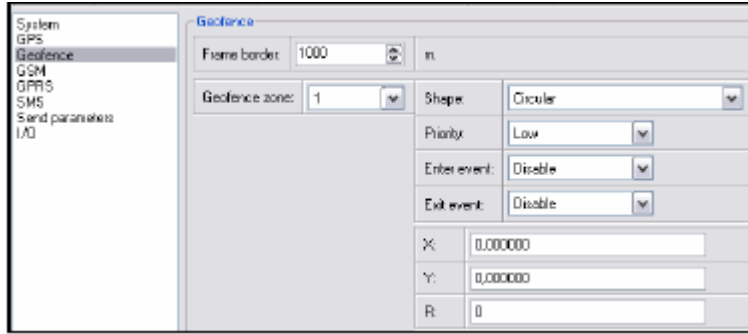 System
GPS
Geofence
GSM
GPRS
SMS
Send parameters
I/O
Geofence
Frame border: 1000 m.
Geofence zone: 1
Shape: Circular
Priority: Low
Enter event: Disable
Exit event: Disable
X: 0,000000
Y: 0,000000
R: 0